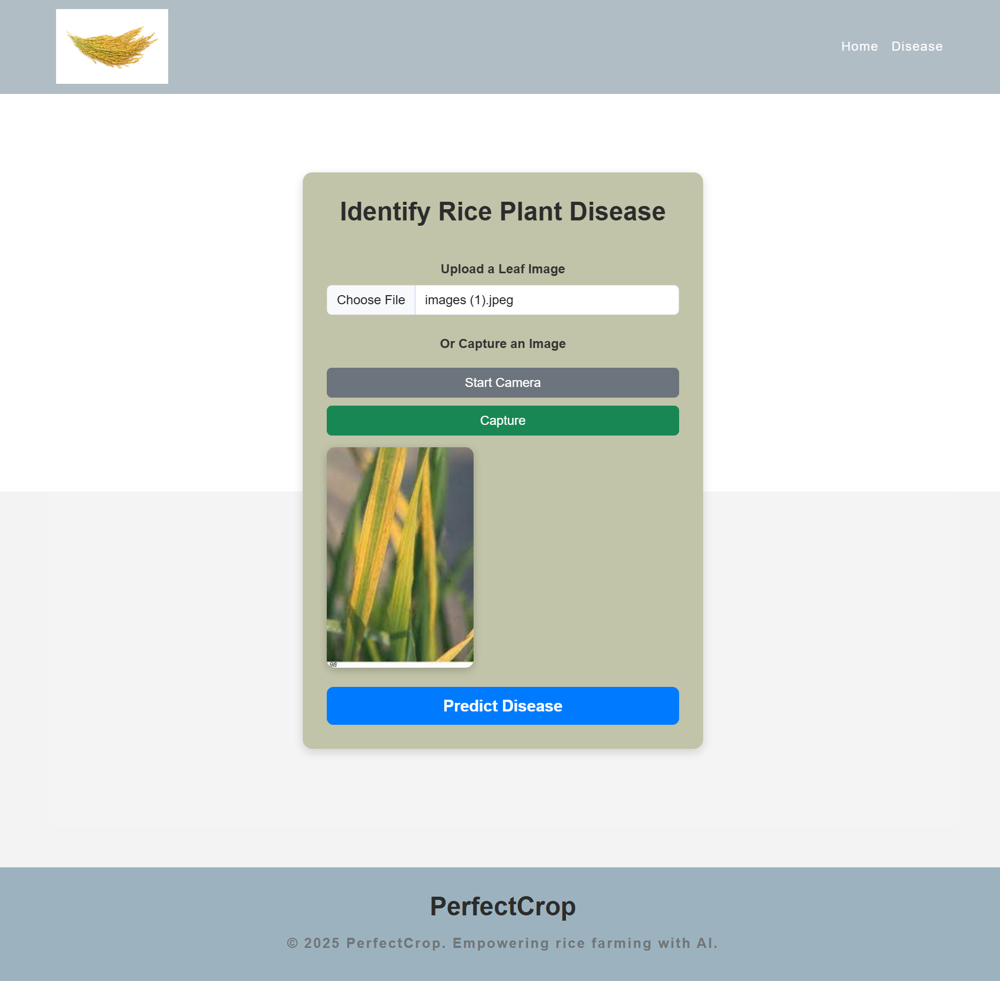 Home Disease
Identify Rice Plant Disease
Upload a Leaf Image
Choose File images (1).jpeg
Or Capture an Image
Start Camera
Capture
98
Predict Disease
PerfectCrop
© 2025 PerfectCrop. Empowering rice farming with AI.